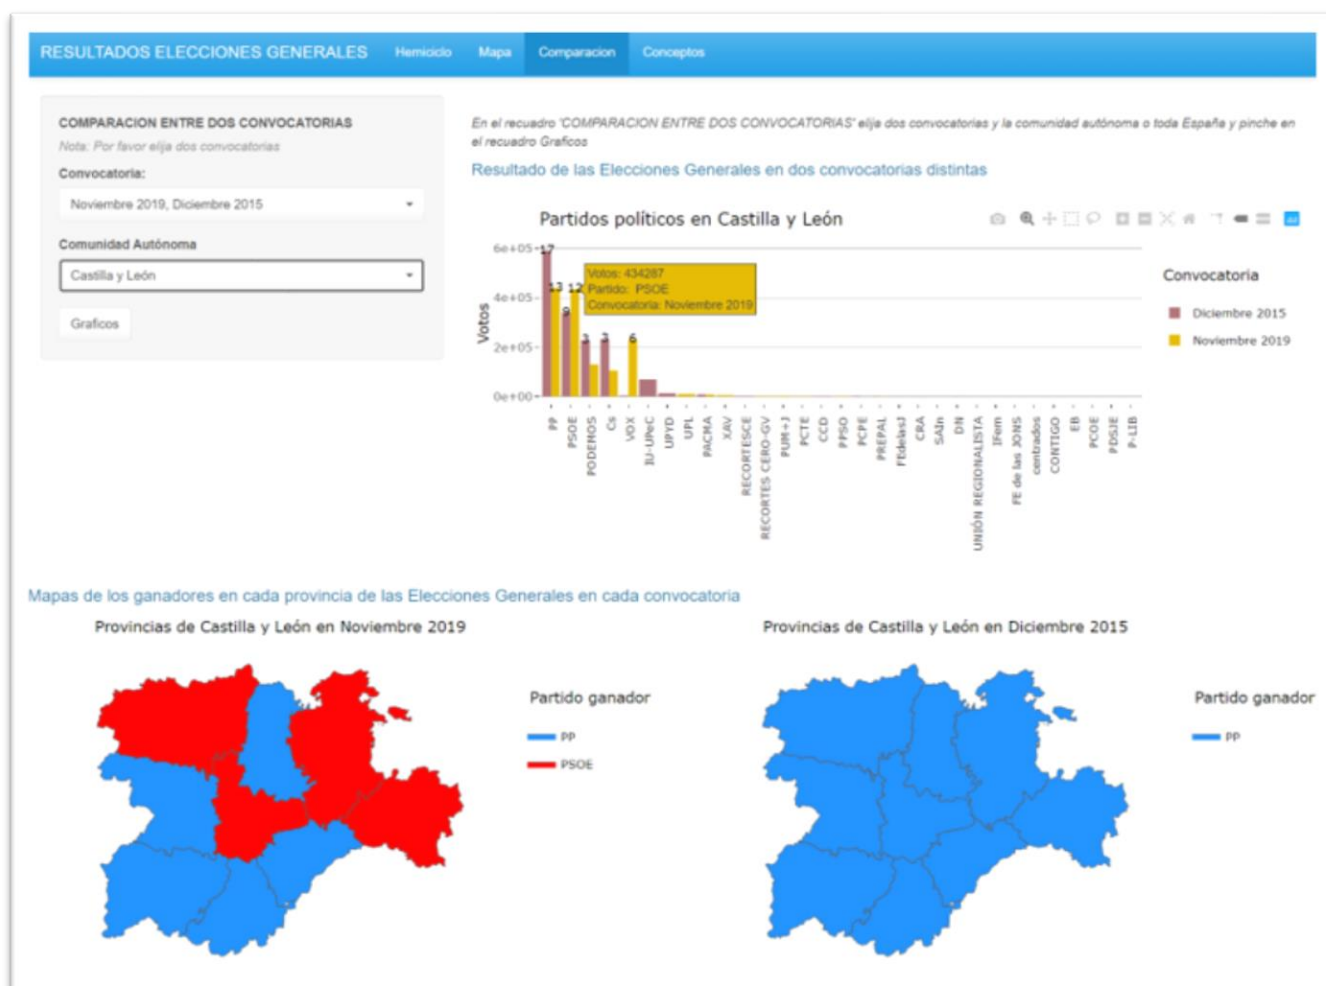 RESULTADOS ELECCIONES GENERALES Hemiciclo Mapa Comparacion Conceptos
COMPARACION ENTRE DOS CONVOCATORIAS
Nota: Por favor elija dos convocatorias
Convocatoria:
Noviembre 2019, Diciembre 2015
Comunidad Autónoma
Castilla y León
Graficos
En el recuadro 'COMPARACION ENTRE DOS CONVOCATORIAS' elija dos convocatorias y la comunidad autónoma o toda España y pinche en
el recuadro Graficos
Resultado de las Elecciones Generales en dos convocatorias distintas
Partidos políticos en Castilla y León
Votos
6e+05
4e+05
2e+05
0e+00
17
13
9
12
3
3
6
Votos: 434287
Partido: PSOE
Convocatoria: Noviembre 2019
PP
PSOE
PODEMOS
Cs
VOX
IU-UPeC
UPYD
UPL
PACMA
XAV
RECORTESCE
RECORTES CERO-GV
PUM+J
PCTE
CCD
PPSO
PCPE
PREPAL
FEdelasJ
CRA
SAIn
DN
UNIÓN REGIONALISTA
IFem
FE de las JONS
centrados
CONTIGO
EB
PCOE
PDSJE
P-LIB
Convocatoria
Diciembre 2015
Noviembre 2019
Mapas de los ganadores en cada provincia de las Elecciones Generales en cada convocatoria
Provincias de Castilla y León en Noviembre 2019
Partido ganador
PP
PSOE
Provincias de Castilla y León en Diciembre 2015
Partido ganador
PP